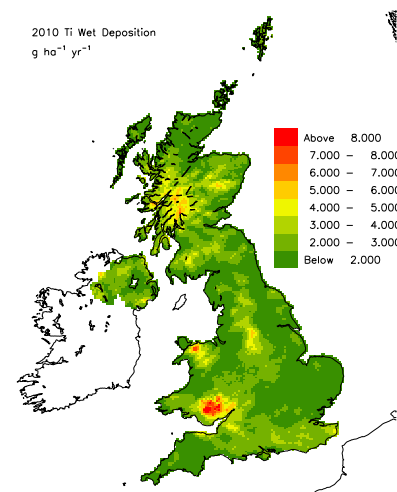 2010 Ti Wet Deposition
g ha⁻¹ yr⁻¹
Above 8.000
7.000 – 8.000
6.000 – 7.000
5.000 – 6.000
4.000 – 5.000
3.000 – 4.000
2.000 – 3.000
Below 2.000